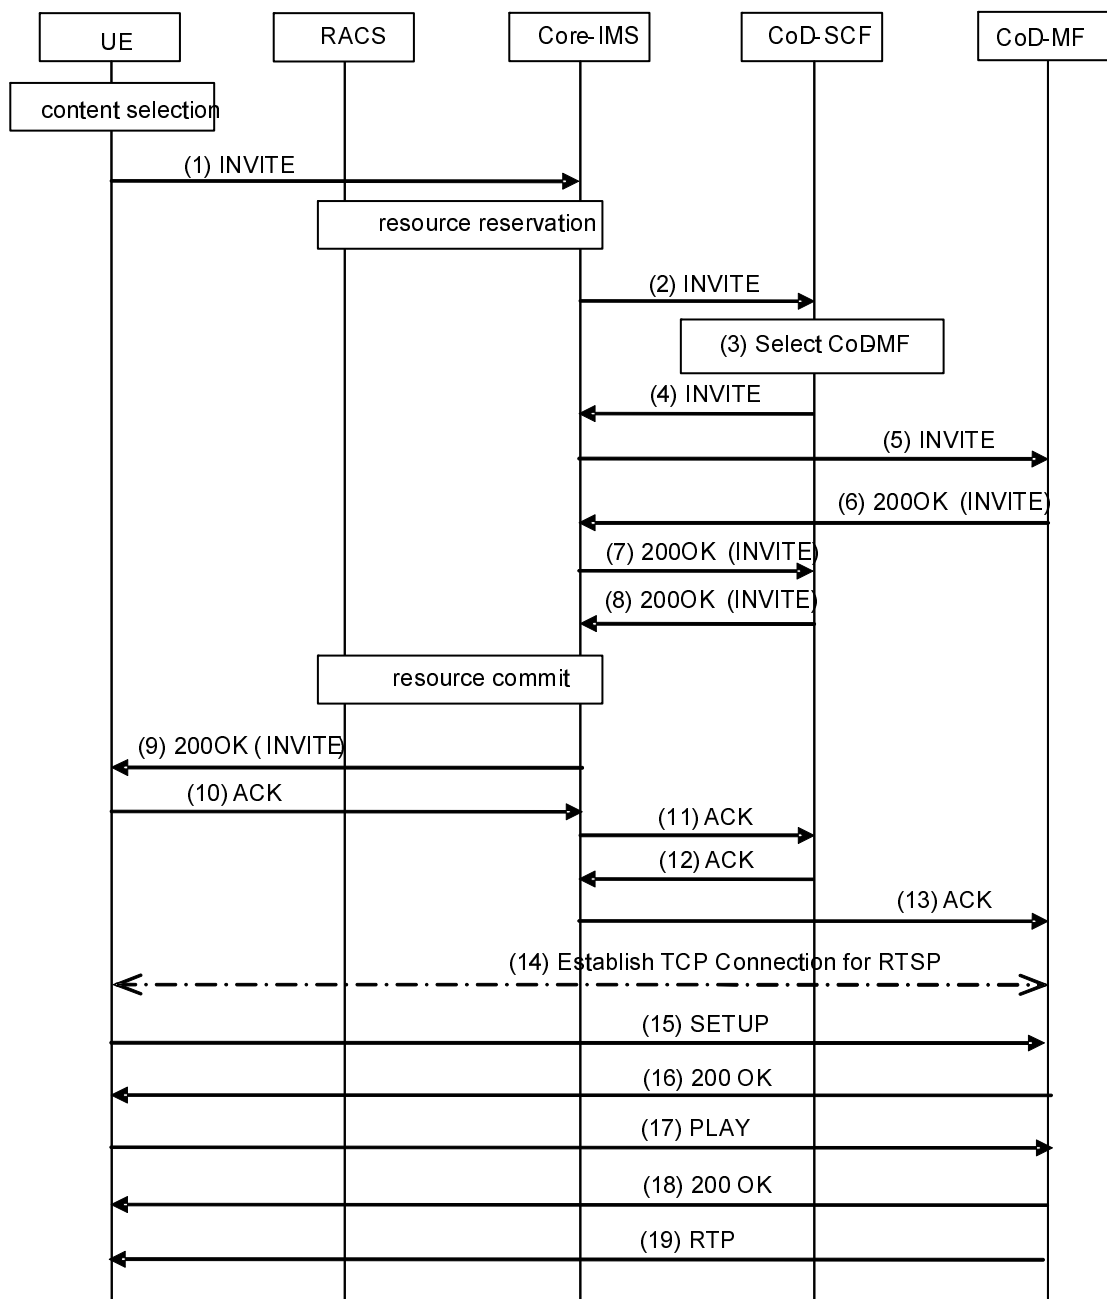 UE
RACS
Core-IMS
CoD-SCF
CoD-MF
content selection
(1) INVITE
resource reservation
(2) INVITE
(3) Select CoD-MF
(4) INVITE
(5) INVITE
(6) 200OK (INVITE)
(7) 200OK (INVITE)
(8) 200OK (INVITE)
resource commit
(9) 200OK (INVITE)
(10) ACK
(11) ACK
(12) ACK
(13) ACK
(14) Establish TCP Connection for RTSP
(15) SETUP
(16) 200 OK
(17) PLAY
(18) 200 OK
(19) RTP